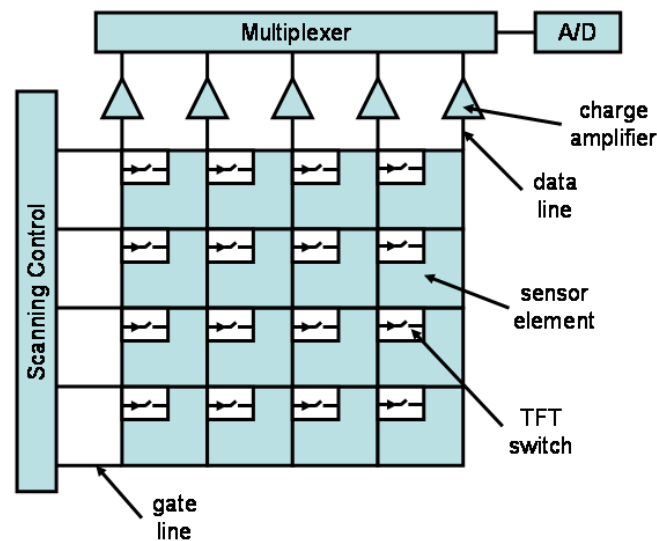 Multiplexer
A/D
charge
amplifier
data
line
Scanning Control
sensor
element
TFT
switch
gate
line